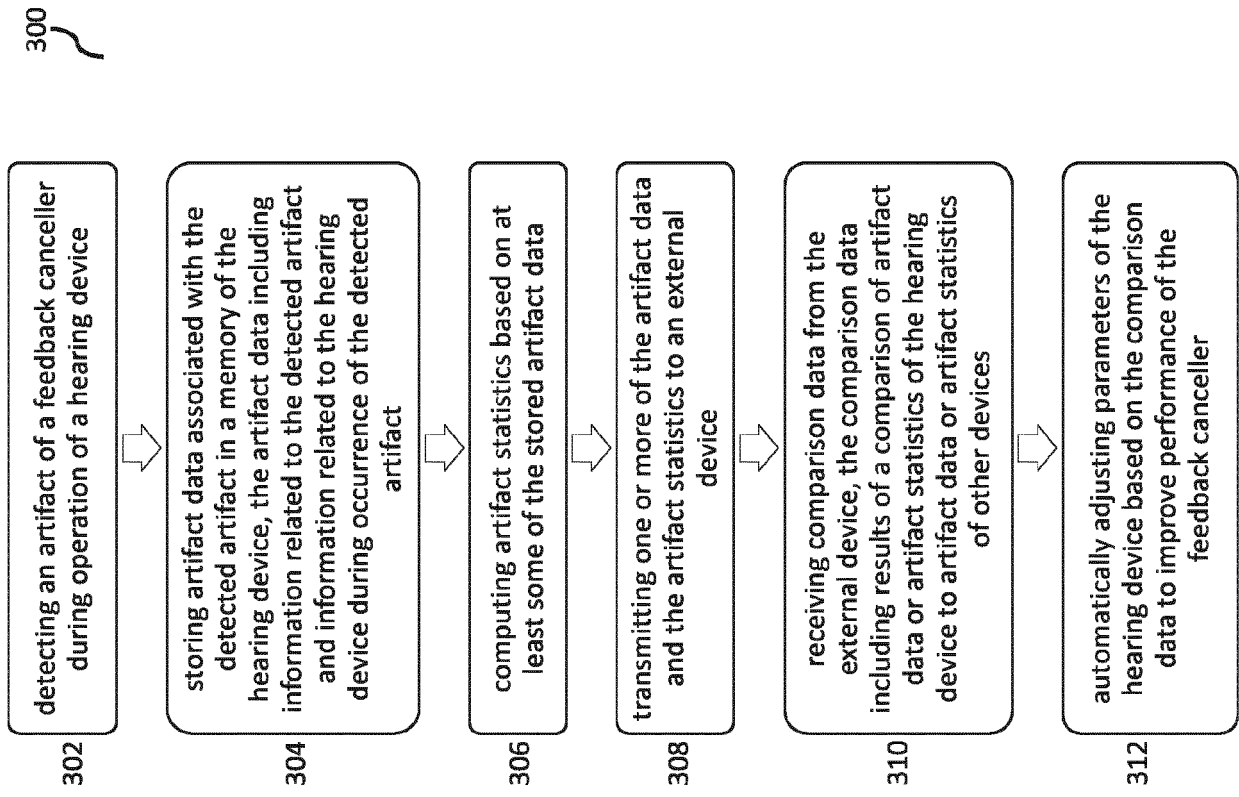 300
302
detecting an artifact of a feedback canceller
during operation of a hearing device
304
storing artifact data associated with the
detected artifact in a memory of the
hearing device, the artifact data including
information related to the detected artifact
and information related to the hearing
device during occurrence of the detected
artifact
306
computing artifact statistics based on at
least some of the stored artifact data
308
transmitting one or more of the artifact data
and the artifact statistics to an external
device
310
receiving comparison data from the
external device, the comparison data
including results of a comparison of artifact
data or artifact statistics of the hearing
device to artifact data or artifact statistics
of other devices
312
automatically adjusting parameters of the
hearing device based on the comparison
data to improve performance of the
feedback canceller